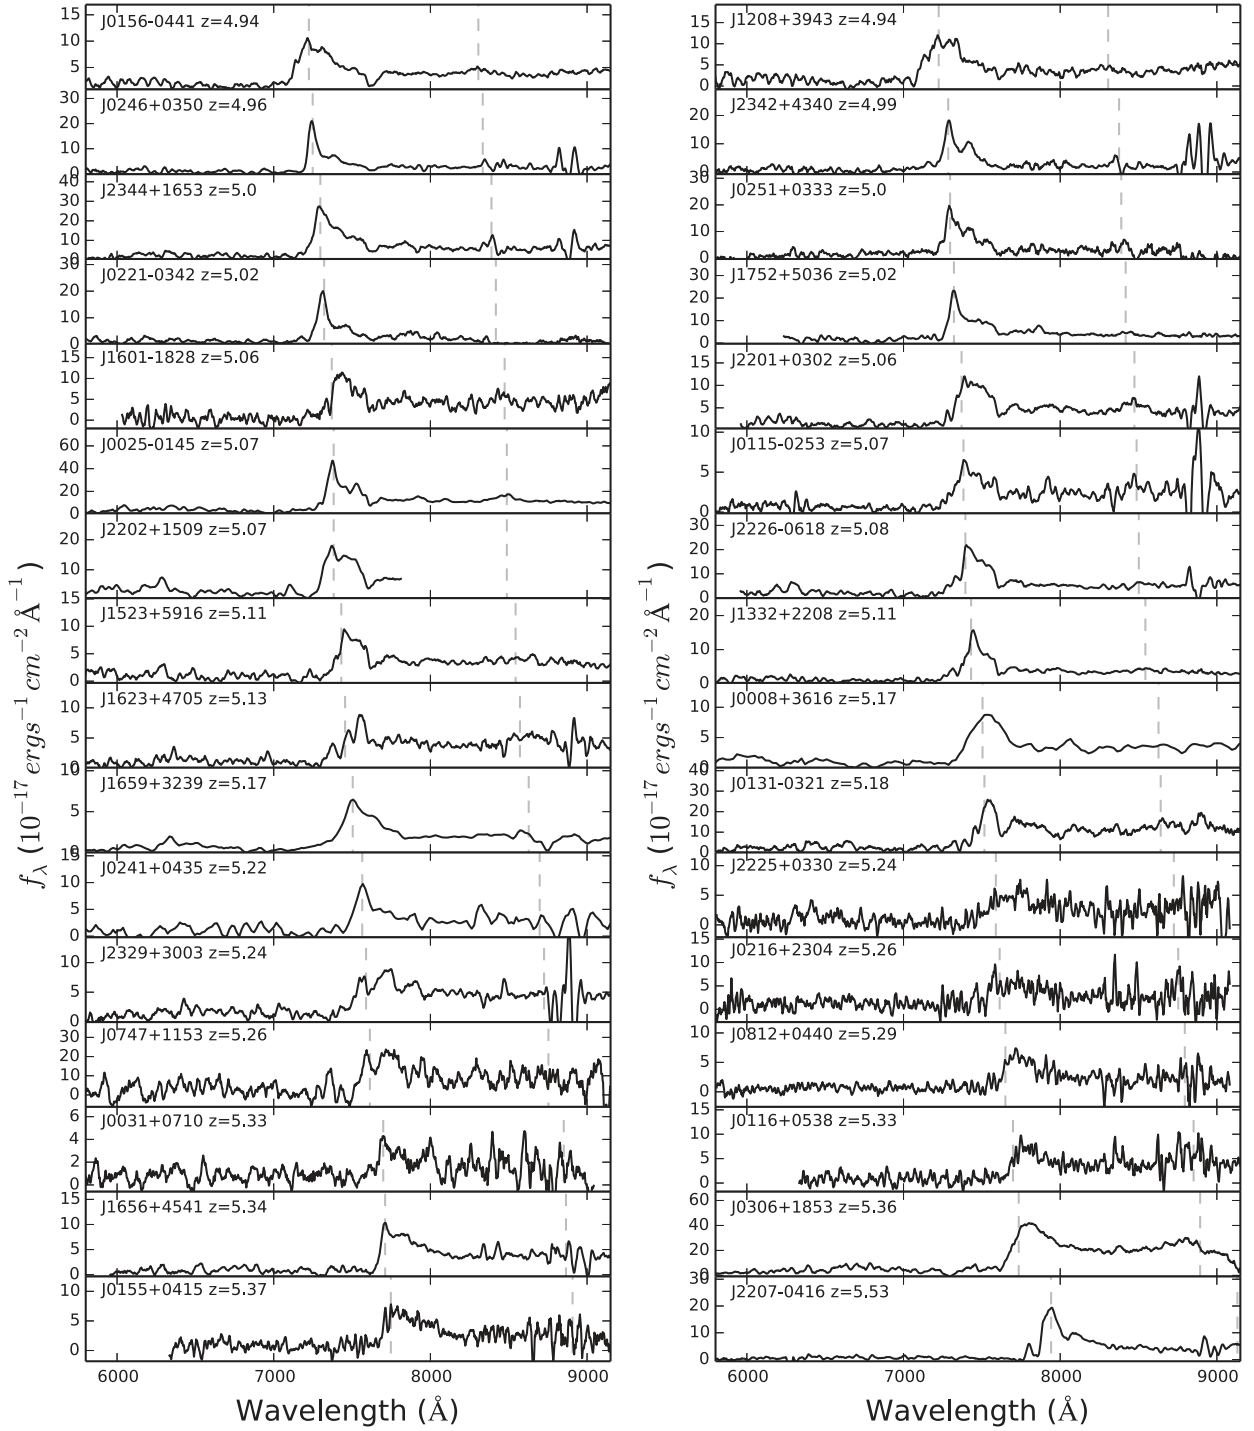 J0156-0441 z=4.94
J0246+0350 z=4.96
J2344+1653 z=5.0
J0221-0342 z=5.02
J1601-1828 z=5.06
J0025-0145 z=5.07
J2202+1509 z=5.07
J1523+5916 z=5.11
J1623+4705 z=5.13
J1659+3239 z=5.17
J0241+0435 z=5.22
J2329+3003 z=5.24
J0747+1153 z=5.26
J0031+0710 z=5.33
J1656+4541 z=5.34
J0155+0415 z=5.37
6000 7000 8000 9000
Wavelength (Å)
f_λ (10^{-17} ergs^{-1} cm^{-2} Å^{-1})
J1208+3943 z=4.94
J2342+4340 z=4.99
J0251+0333 z=5.0
J1752+5036 z=5.02
J2201+0302 z=5.06
J0115-0253 z=5.07
J2226-0618 z=5.08
J1332+2208 z=5.11
J0008+3616 z=5.17
J0131-0321 z=5.18
J2225+0330 z=5.24
J0216+2304 z=5.26
J0812+0440 z=5.29
J0116+0538 z=5.33
J0306+1853 z=5.36
J2207-0416 z=5.53
6000 7000 8000 9000
Wavelength (Å)
f_λ (10^{-17} ergs^{-1} cm^{-2} Å^{-1})